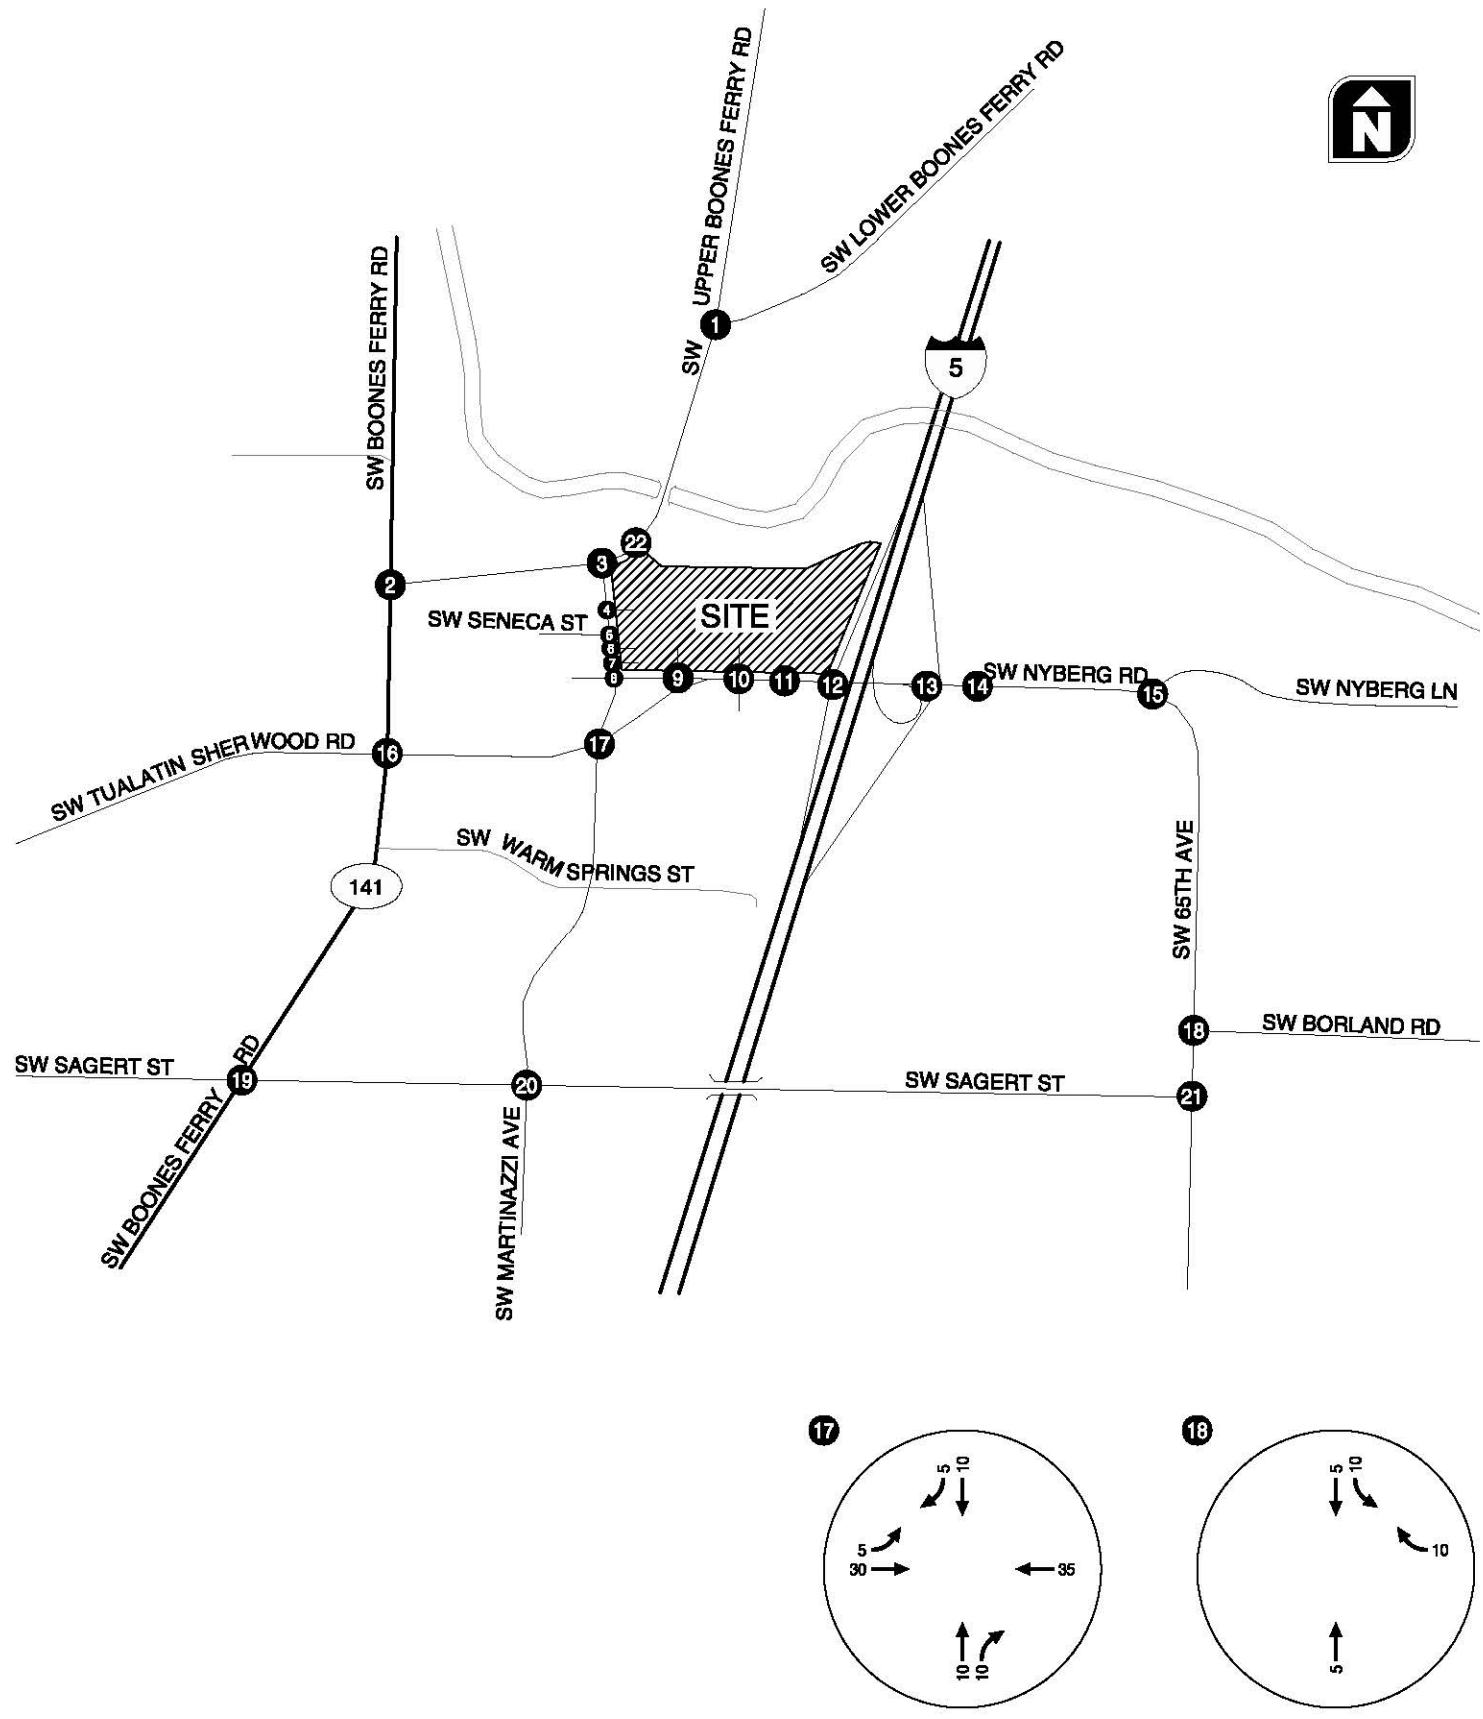 SW UPPER BOONES FERRY RD
SW LOWER BOONES FERRY RD
N
SW BOONES FERRY RD
1
5
22
3
2
4
SITE
SW SENECA ST
6
7
8
9
10
11
12
13
14
SW NYBERG RD
15
SW NYBERG LN
SW TUALATIN SHERWOOD RD
16
17
SW WARM SPRINGS ST
141
SW 65TH AVE
18
SW BORLAND RD
SW SAGERT ST
19
20
SW SAGERT ST
21
SW BOONES FERRY RD
SW MARTINAZZI AVE
17
5
10
5
30
35
10
10
18
5
10
10
5